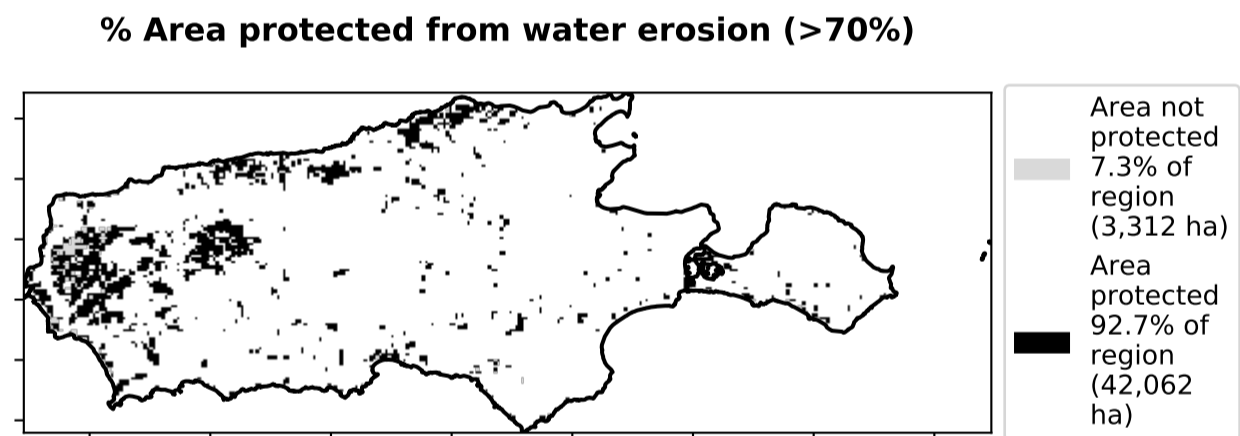 % Area protected from water erosion (>70%)
Area not
protected
7.3% of
region
(3,312 ha)
Area
protected
92.7% of
region
(42,062
ha)